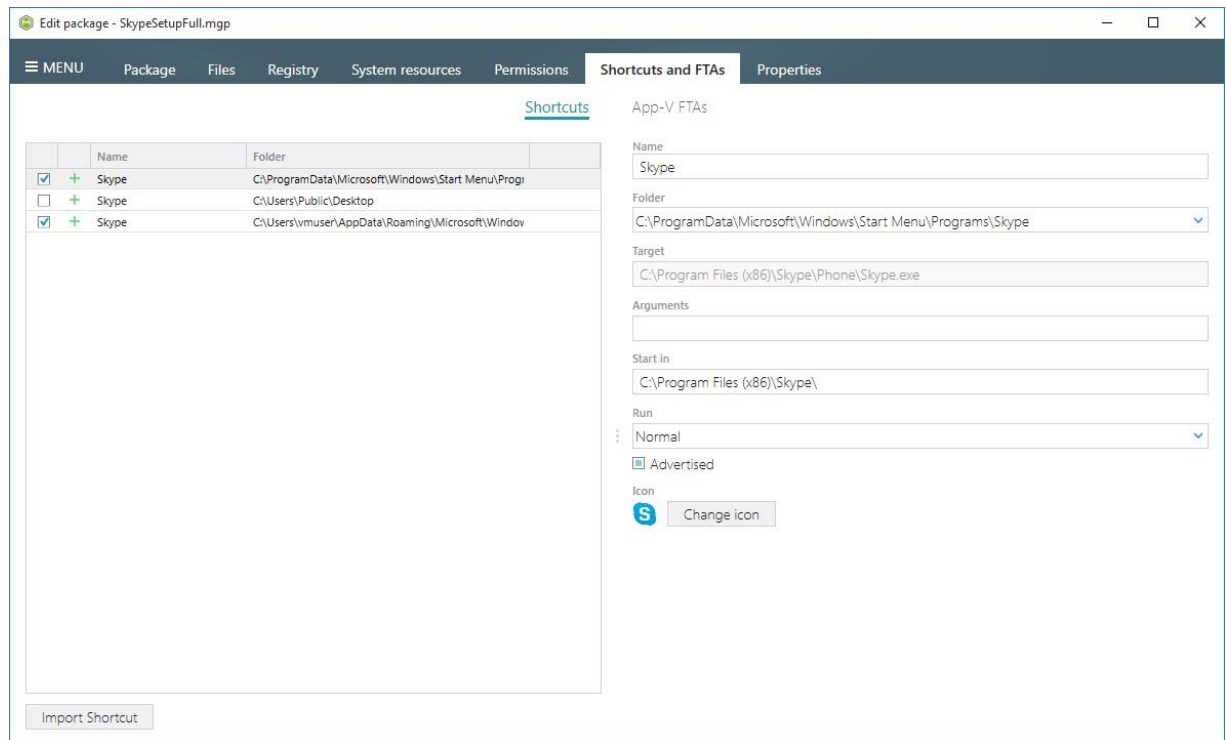 Edit package - SkypeSetupFull.mgp
MENU Package Files Registry System resources Permissions Shortcuts and FTAs Properties
Shortcuts App-V FTAs
Name Folder
Skype C:\ProgramData\Microsoft\Windows\Start Menu\Progr
Skype C:\Users\Public\Desktop
Skype C:\Users\vmuser\AppData\Roaming\Microsoft\Window
Import Shortcut
Name
Skype
Folder
C:\ProgramData\Microsoft\Windows\Start Menu\Programs\Skype
Target
C:\Program Files (x86)\Skype\Phone\Skype.exe
Arguments
Start in
C:\Program Files (x86)\Skype\
Run
Normal
Advertised
Icon
S Change icon